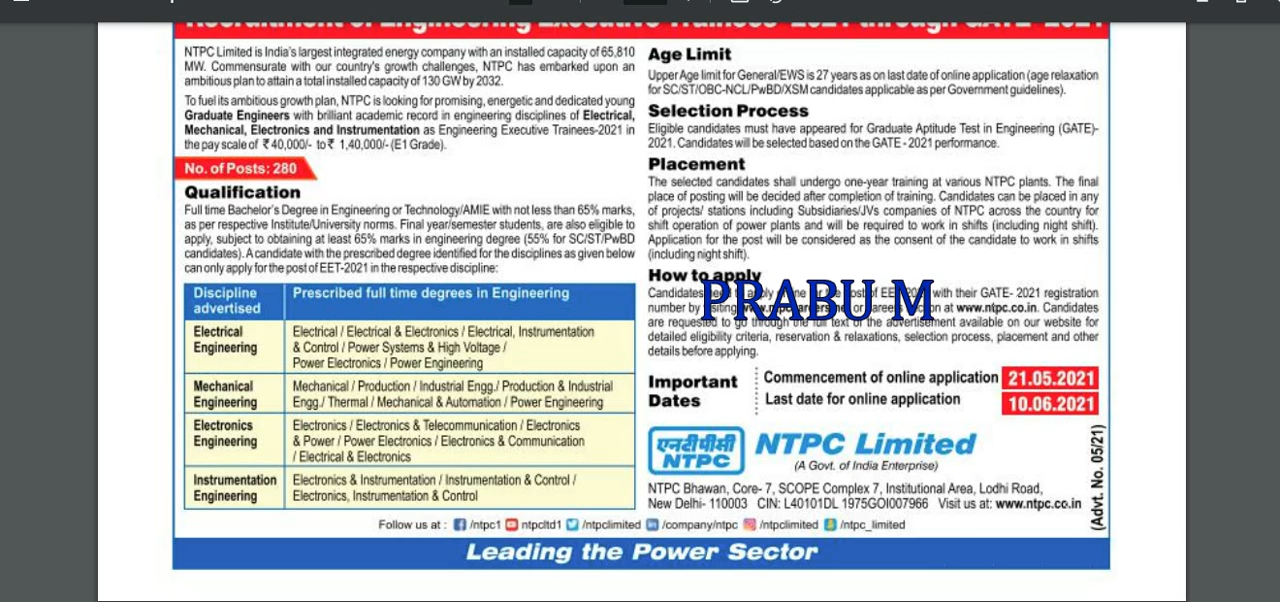 Recruitment of Engineering Executive Trainees-2021 through GATE-2021
NTPC Limited is India's largest integrated energy company with an installed capacity of 65,810
MW. Commensurate with our country's growth challenges, NTPC has embarked upon an
ambitious plan to attain a total installed capacity of 130 GW by 2032.
To fuel its ambitious growth plan, NTPC is looking for promising, energetic and dedicated young
Graduate Engineers with brilliant academic record in engineering disciplines of Electrical,
Mechanical, Electronics and Instrumentation as Engineering Executive Trainees-2021 in
the pay scale of ₹ 40,000/- to ₹ 1,40,000/- (E1 Grade).
No. of Posts: 280
Qualification
Full time Bachelor's Degree in Engineering or Technology/AMIE with not less than 65% marks,
as per respective Institute/University norms. Final year/semester students, are also eligible to
apply, subject to obtaining at least 65% marks in engineering degree (55% for SC/ST/PwBD
candidates). A candidate with the prescribed degree identified for the disciplines as given below
can only apply for the post of EET-2021 in the respective discipline:
Discipline advertised
Prescribed full time degrees in Engineering
Electrical
Engineering
Electrical / Electrical & Electronics / Electrical, Instrumentation
& Control / Power Systems & High Voltage /
Power Electronics / Power Engineering
Mechanical
Engineering
Mechanical / Production / Industrial Engg./ Production & Industrial
Engg./ Thermal / Mechanical & Automation / Power Engineering
Electronics
Engineering
Electronics / Electronics & Telecommunication / Electronics
& Power / Power Electronics / Electronics & Communication
/ Electrical & Electronics
Instrumentation
Engineering
Electronics & Instrumentation / Instrumentation & Control /
Electronics, Instrumentation & Control
Age Limit
Upper Age limit for General/EWS is 27 years as on last date of online application (age relaxation
for SC/ST/OBC-NCL/PwBD/XSM candidates applicable as per Government guidelines).
Selection Process
Eligible candidates must have appeared for Graduate Aptitude Test in Engineering (GATE)-
2021. Candidates will be selected based on the GATE - 2021 performance.
Placement
The selected candidates shall undergo one-year training at various NTPC plants. The final
place of posting will be decided after completion of training. Candidates can be placed in any
of projects/ stations including Subsidiaries/JVs companies of NTPC across the country for
shift operation of power plants and will be required to work in shifts (including night shift).
Application for the post will be considered as the consent of the candidate to work in shifts
(including night shift).
How to apply
PRABU M
Candidates with their GATE- 2021 registration
number by at www.ntpc.co.in. Candidates
are requested to go through the full text of the advertisement available on our website for
detailed eligibility criteria, reservation & relaxations, selection process, placement and other
details before applying.
Important
Dates
Commencement of online application 21.05.2021
Last date for online application 10.06.2021
एनटीपीसी
NTPC
NTPC Limited
(A Govt. of India Enterprise)
NTPC Bhawan, Core- 7, SCOPE Complex 7, Institutional Area, Lodhi Road,
New Delhi- 110003 CIN: L40101DL 1975GOI007966 Visit us at: www.ntpc.co.in
(Advt. No. 05/21)
Follow us at : /ntpc1 ntpcltd1 /ntpclimited /company/ntpc /ntpclimited /ntpc_limited
Leading the Power Sector